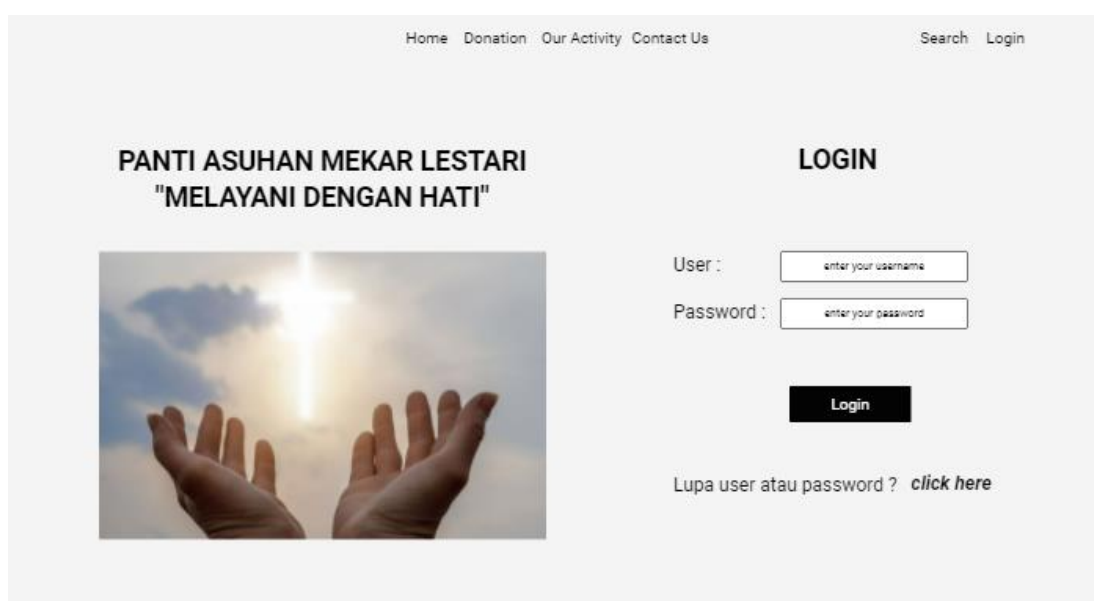 Home Donation Our Activity Contact Us Search Login
PANTI ASUHAN MEKAR LESTARI
"MELAYANI DENGAN HATI"
LOGIN
User : enter your username
Password : enter your password
Login
Lupa user atau password ? click here